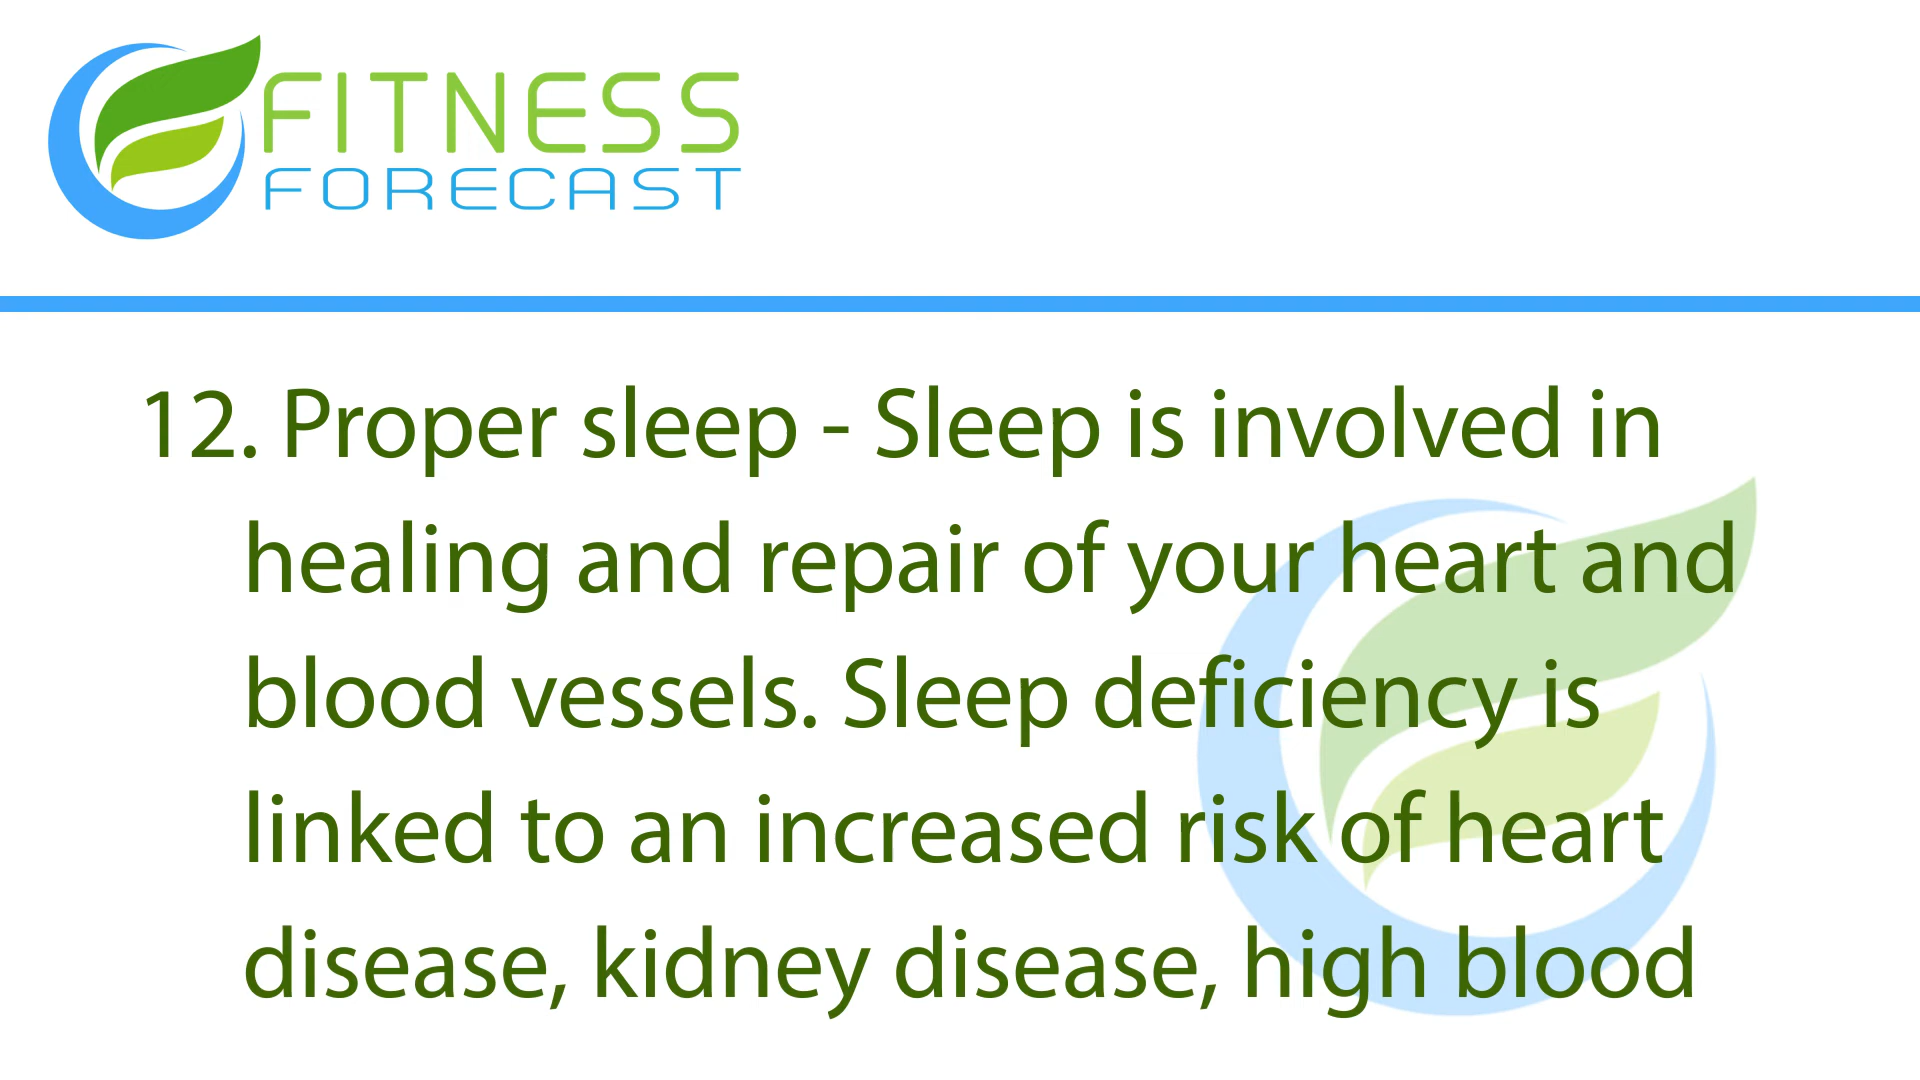 FITNESS
FORECAST
12. Proper sleep - Sleep is involved in
healing and repair of your heart and
blood vessels. Sleep deficiency is
linked to an increased risk of heart
disease, kidney disease, high blood